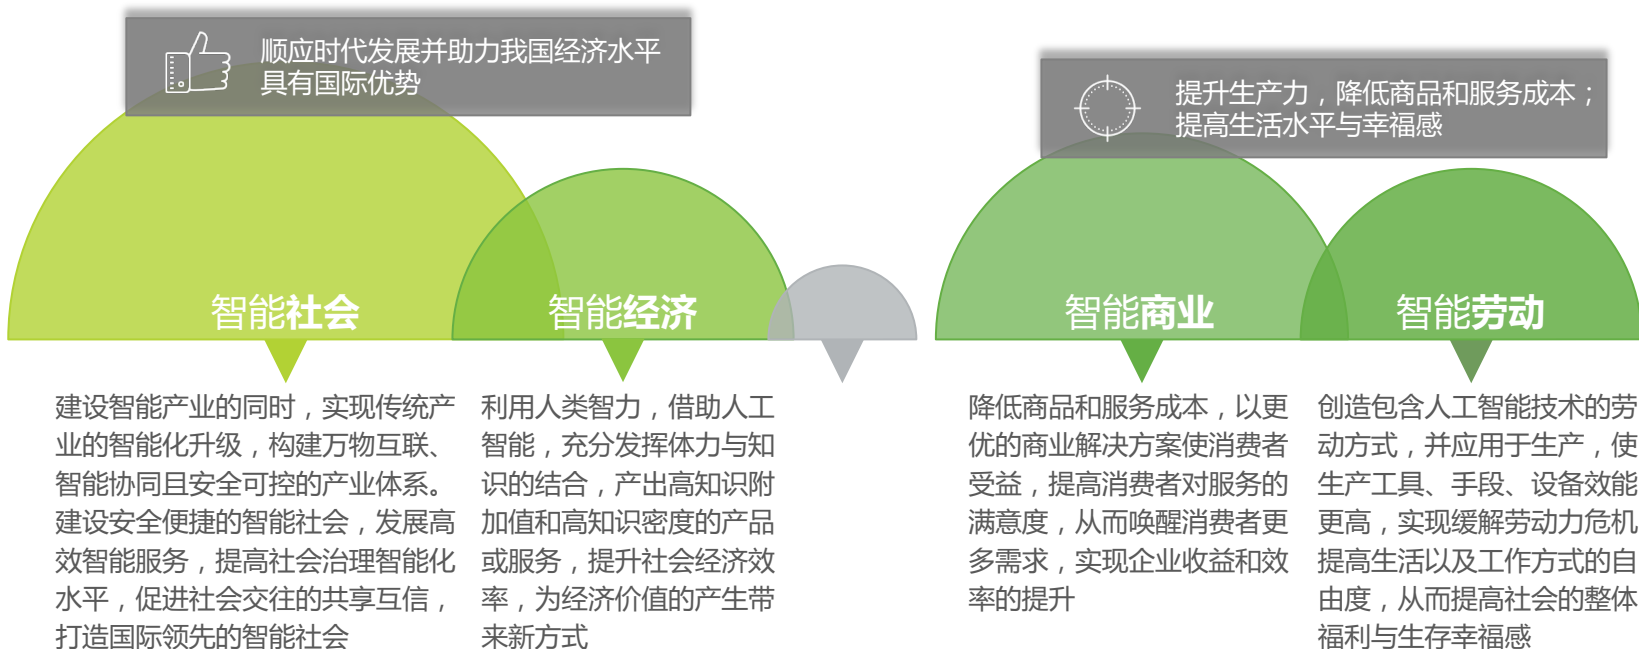 顺应时代发展并助力我国经济水平
具有国际优势
提升生产力，降低商品和服务成本；
提高生活水平与幸福感
智能社会
智能经济
智能商业
智能劳动
建设智能产业的同时，实现传统产
业的智能化升级，构建万物互联、
智能协同且安全可控的产业体系。
建设安全便捷的智能社会，发展高
效智能服务，提高社会治理智能化
水平，促进社会交往的共享互信，
打造国际领先的智能社会
利用人类智力，借助人工
智能，充分发挥体力与知
识的结合，产出高知识附
加值和高知识密度的产品
或服务，提升社会经济效
率，为经济价值的产生带
来新方式
降低商品和服务成本，以更
优的商业解决方案使消费者
受益，提高消费者对服务的
满意度，从而唤醒消费者更
多需求，实现企业收益和效
率的提升
创造包含人工智能技术的劳
动方式，并应用于生产，使
生产工具、手段、设备效能
更高，实现缓解劳动力危机
提高生活以及工作方式的自
由度，从而提高社会的整体
福利与生存幸福感